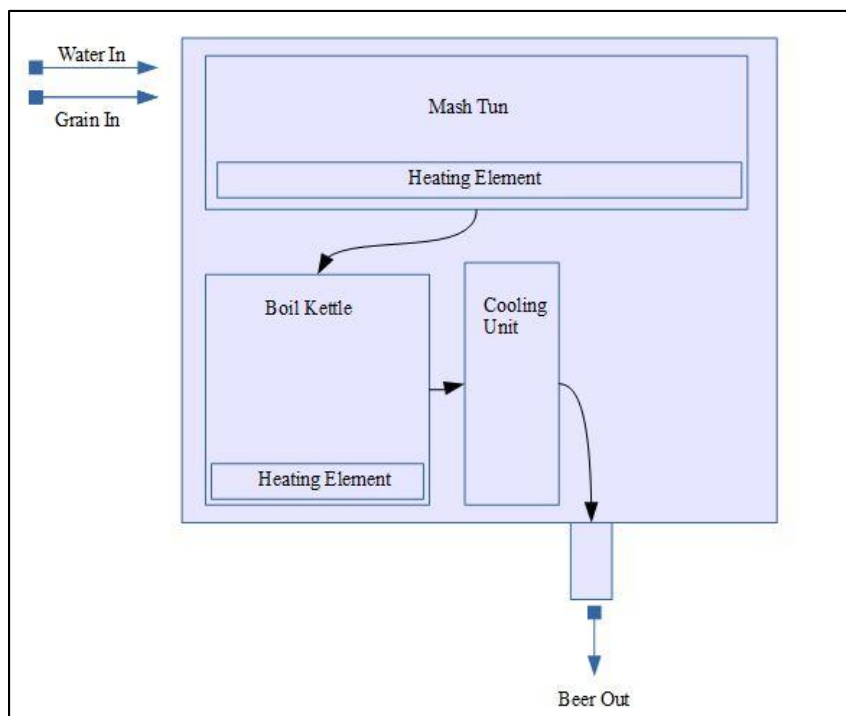 Water In
Grain In
Mash Tun
Heating Element
Boil Kettle
Heating Element
Cooling
Unit
Beer Out